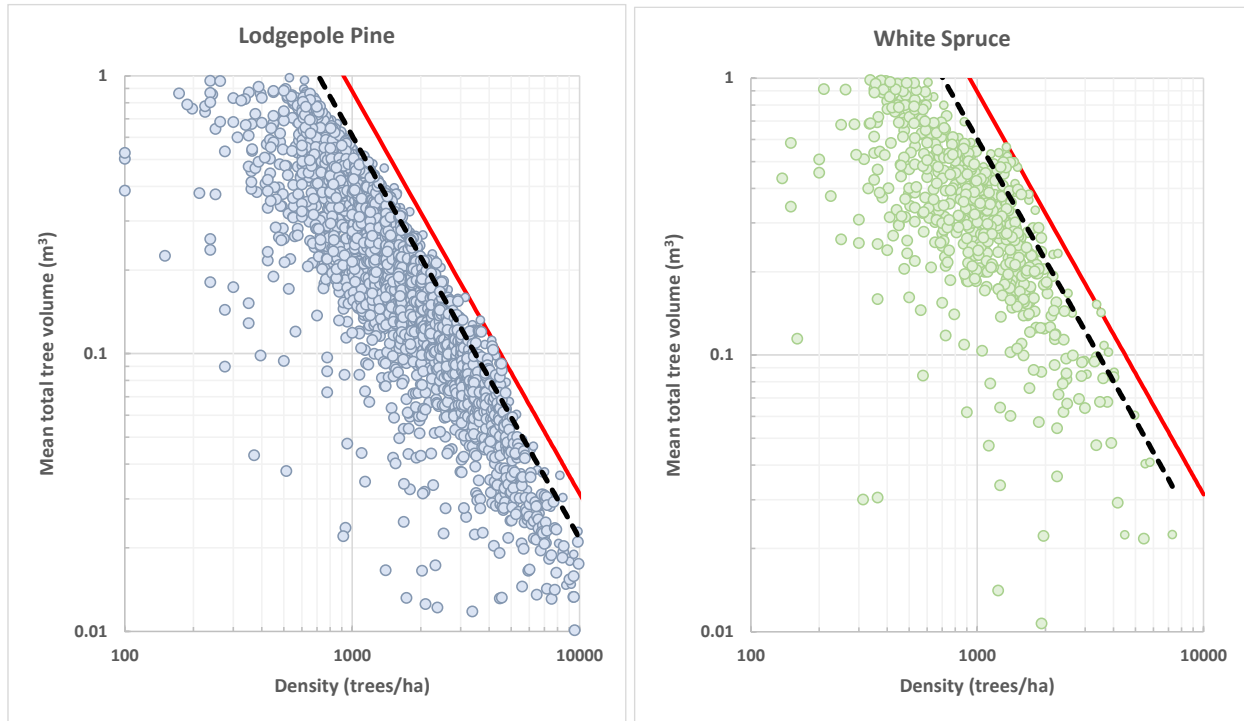 Lodgepole Pine
Mean total tree volume (m³)
1
0.1
0.01
100
1000
10000
Density (trees/ha)
White Spruce
Mean total tree volume (m³)
1
0.1
0.01
100
1000
10000
Density (trees/ha)